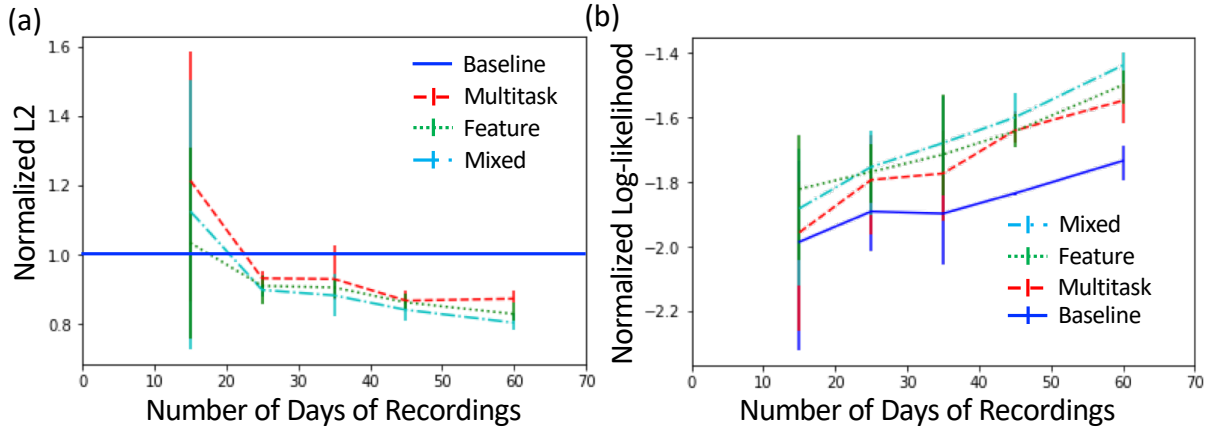 (a)
Normalized L2
1.6
1.4
1.2
1.0
0.8
Baseline
Multitask
Feature
Mixed
0 10 20 30 40 50 60 70
Number of Days of Recordings
(b)
Normalized Log-likelihood
−1.4
−1.6
−1.8
−2.0
−2.2
Mixed
Feature
Multitask
Baseline
0 10 20 30 40 50 60 70
Number of Days of Recordings